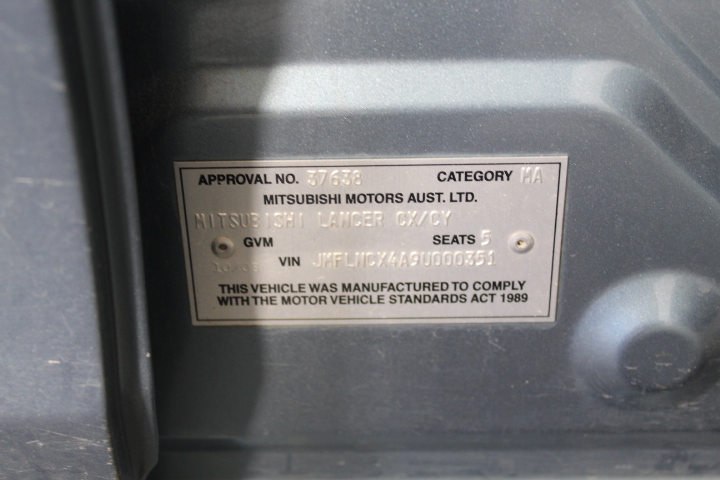 APPROVAL NO. 37638 CATEGORY MA
MITSUBISHI MOTORS AUST. LTD.
MITSUBISHI LANCER CX/CY
GVM SEATS 5
VIN JMFLNCX4A9U000351
THIS VEHICLE WAS MANUFACTURED TO COMPLY
WITH THE MOTOR VEHICLE STANDARDS ACT 1989